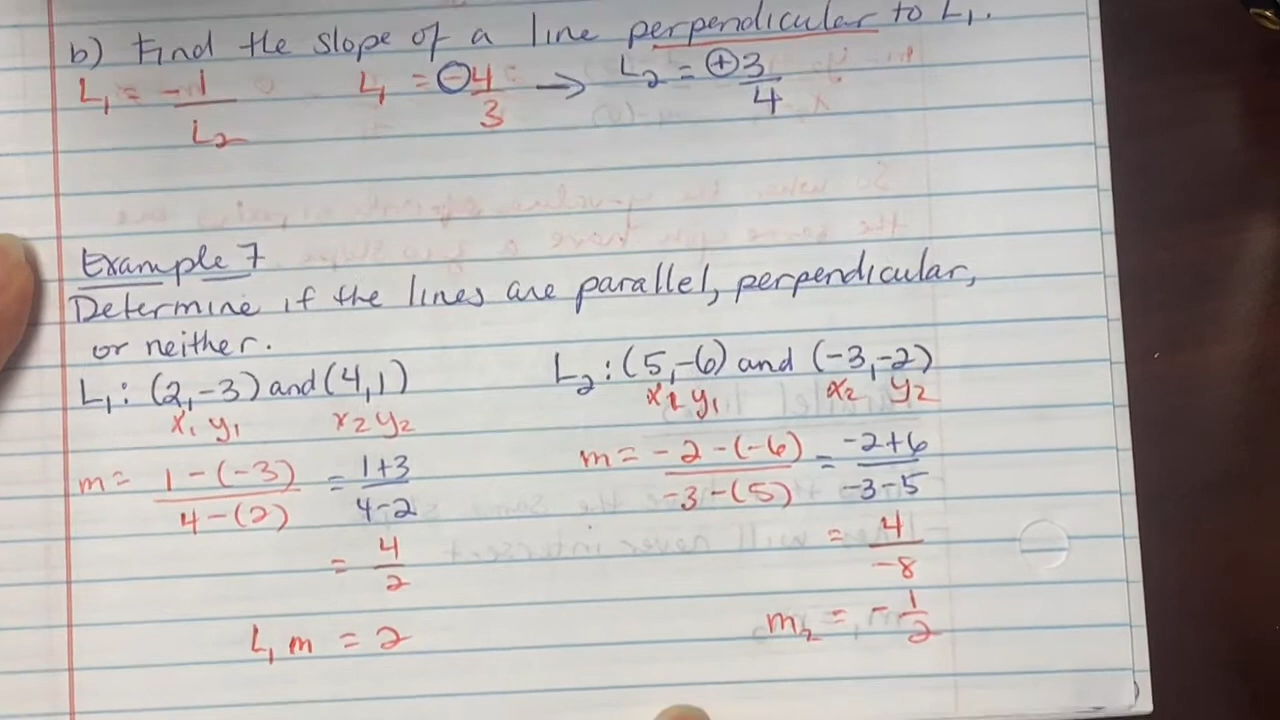 b) Find the slope of a line perpendicular to L₁.
L₁ = -1/L₂ L₁ = -4/3 → L₂ = +3/4
Example 7
Determine if the lines are parallel, perpendicular,
or neither.
L₁: (2,-3) and (4,1) L₂: (5,-6) and (-3,-2)
x₁ y₁ x₂ y₂ x₁ y₁ x₂ y₂
m = 1-(-3)/4-(2) = 1+3/4-2 m = -2-(-6)/-3-(5) = -2+6/-3-5
= 4/2 = 4/-8
L₁ m = 2 m₂ = -1/2